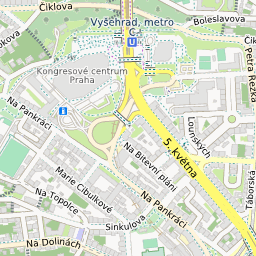 Čiklova
Vyšehrad, metro
C
U
Boleslavova
Čiklova
Kongresové centrum
Praha
Petra Rezka
Na Pankráci
i
5. května
Lounských
Na Bitevní pláni
Táborská
Marie Cibulkové
Na Topolce
Na Pankráci
Sinkulova
Na Dolinách